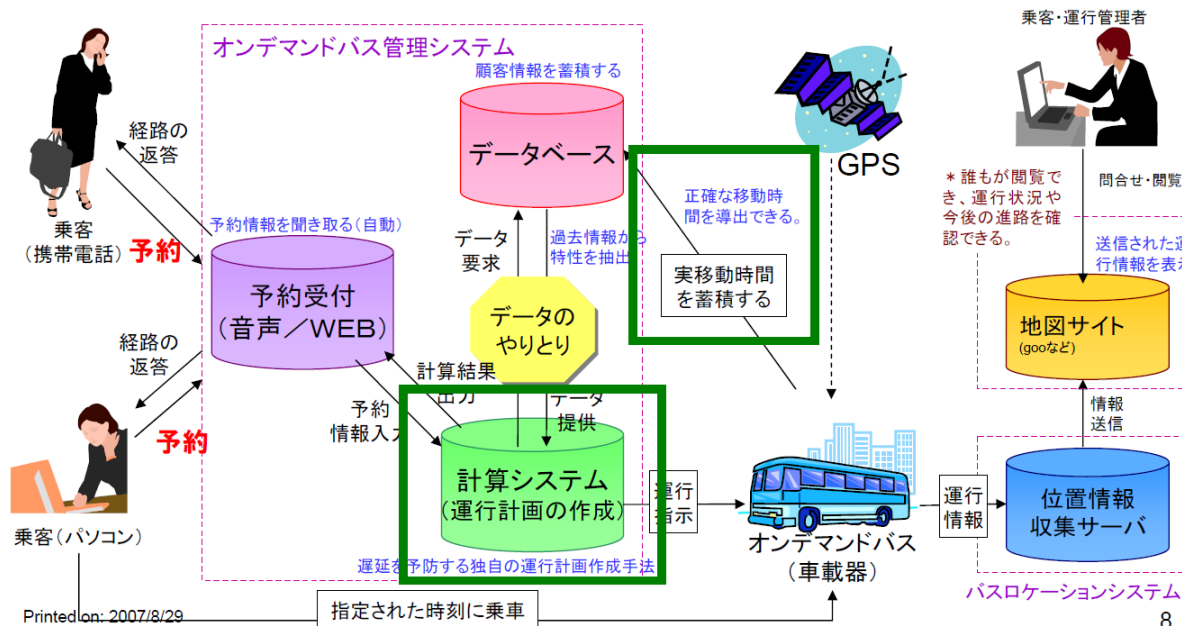 オンデマンドバス管理システム
顧客情報を蓄積する
データベース
経路の
返答
乗客
(携帯電話)
予約
予約情報を聞き取る(自動)
予約受付
(音声/WEB)
データ
要求
過去情報から
特性を抽出
データの
やりとり
正確な移動時
間を導出できる。
実移動時間
を蓄積する
GPS
乗客・運行管理者
*誰もが閲覧で
き、運行状況や
今後の進路を確
認できる。
問合せ・閲覧
送信された運
行情報を表示
地図サイト
(gooなど)
情報
送信
経路の
返答
予約
乗客(パソコン)
計算結果
出力
予約
情報入力
データ
提供
計算システム
(運行計画の作成)
遅延を予防する独自の運行計画作成手法
運行
指示
オンデマンドバス
(車載器)
運行
情報
位置情報
収集サーバ
バスロケーションシステム
指定された時刻に乗車
Printed on: 2007/8/29
8